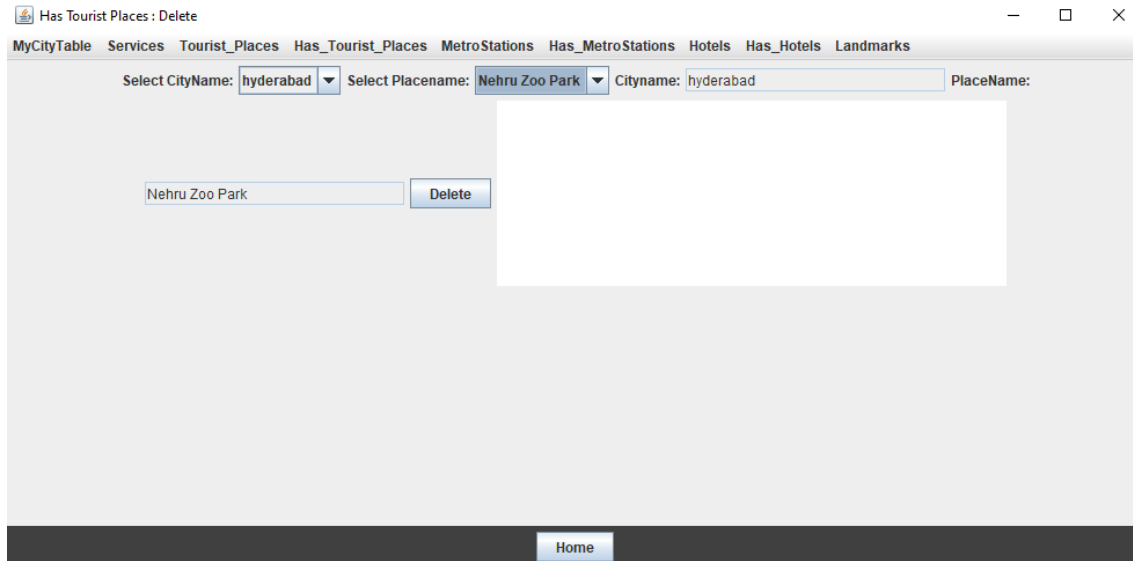 Has Tourist Places : Delete
MyCityTable Services Tourist_Places Has_Tourist_Places MetroStations Has_MetroStations Hotels Has_Hotels Landmarks
Select CityName: hyderabad Select Placename: Nehru Zoo Park Cityname: hyderabad PlaceName:
Nehru Zoo Park Delete
Home